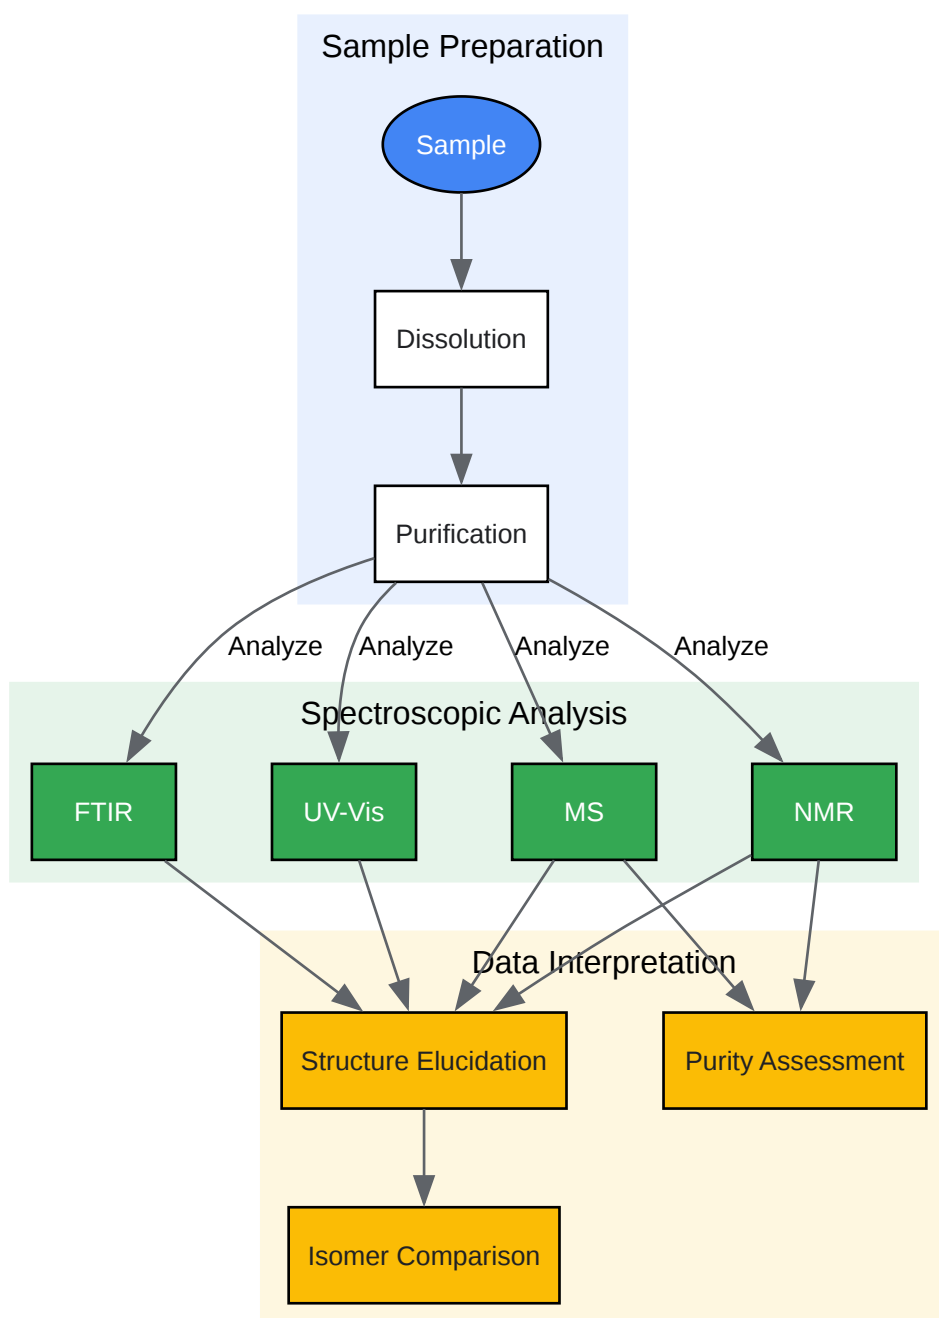 Sample Preparation
Sample
Dissolution
Purification
Analyze
Analyze
Analyze
Analyze
Spectroscopic Analysis
FTIR
UV-Vis
MS
NMR
Data Interpretation
Structure Elucidation
Purity Assessment
Isomer Comparison